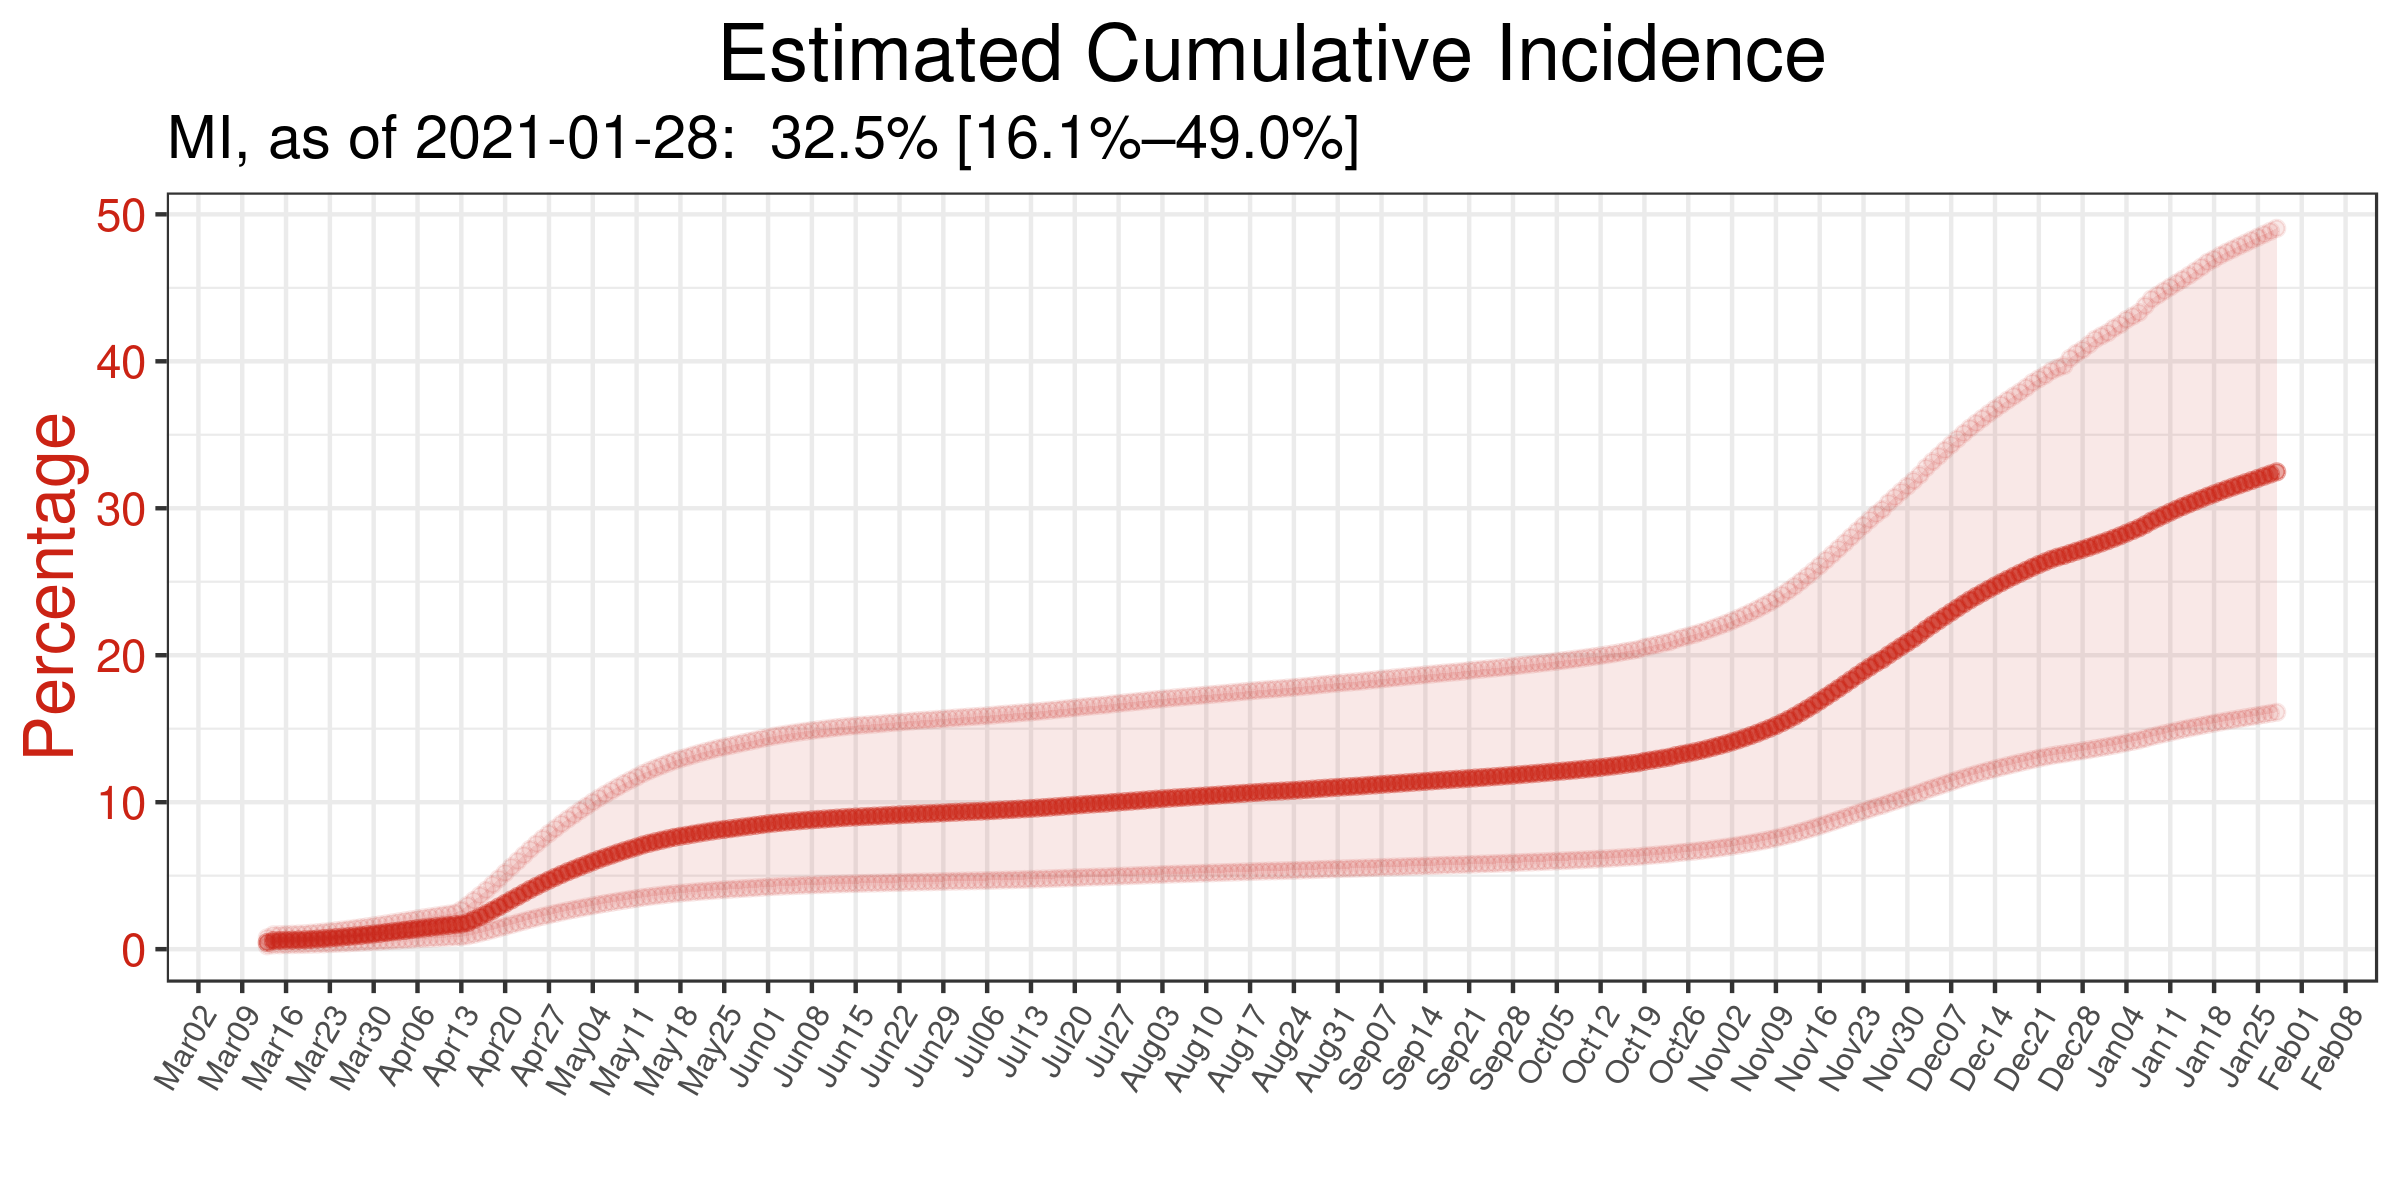 Estimated Cumulative Incidence
MI, as of 2021-01-28:  32.5% [16.1%–49.0%]
Percentage
50
40
30
20
10
0
Mar02
Mar09
Mar16
Mar23
Mar30
Apr06
Apr13
Apr20
Apr27
May04
May11
May18
May25
Jun01
Jun08
Jun15
Jun22
Jun29
Jul06
Jul13
Jul20
Jul27
Aug03
Aug10
Aug17
Aug24
Aug31
Sep07
Sep14
Sep21
Sep28
Oct05
Oct12
Oct19
Oct26
Nov02
Nov09
Nov16
Nov23
Nov30
Dec07
Dec14
Dec21
Dec28
Jan04
Jan11
Jan18
Jan25
Feb01
Feb08